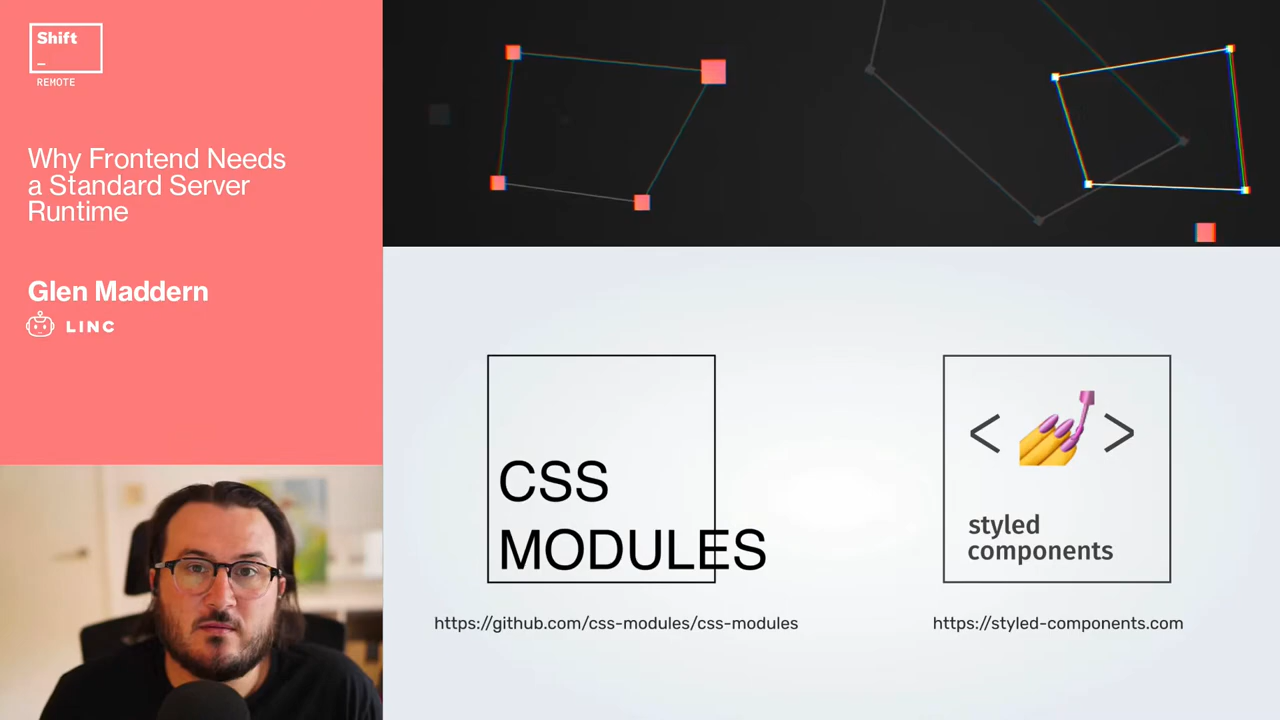 Shift
_
REMOTE
Why Frontend Needs
a Standard Server
Runtime
Glen Maddern
LINC
CSS
MODULES
https://github.com/css-modules/css-modules
< >
styled
components
https://styled-components.com